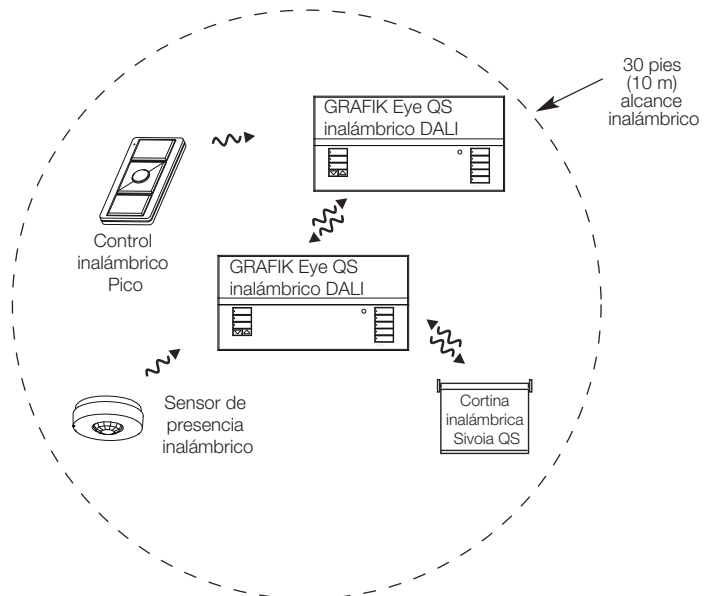 30 pies
(10 m)
alcance
inalámbrico
GRAFIK Eye QS
inalámbrico DALI
Control
inalámbrico
Pico
GRAFIK Eye QS
inalámbrico DALI
Sensor de
presencia
inalámbrico
Cortina
inalámbrica
Sivoia QS